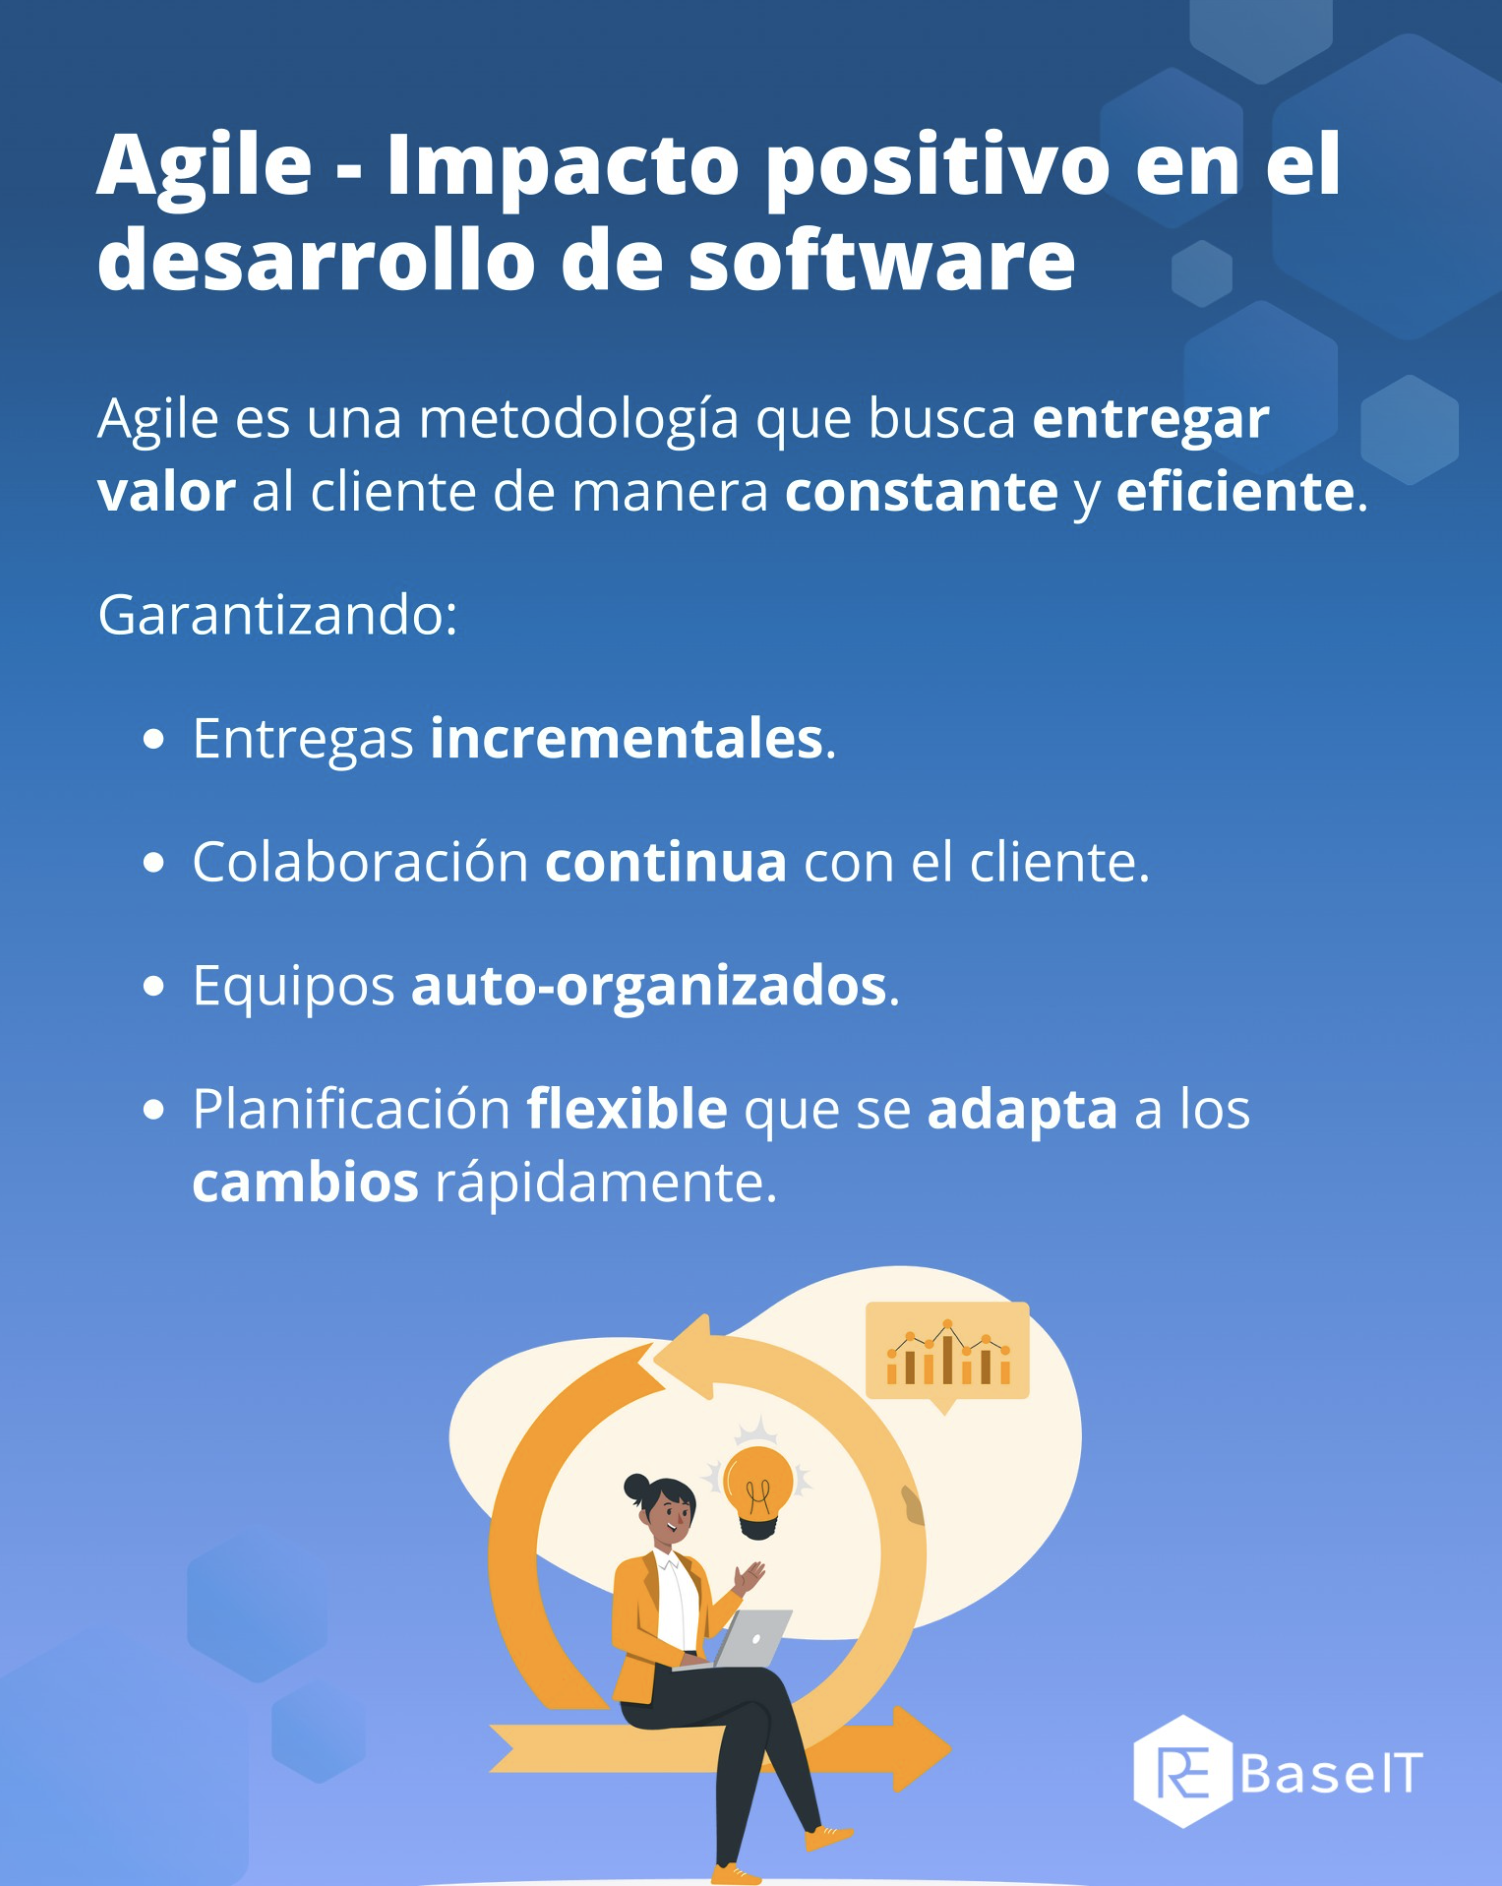 Agile - Impacto positivo en el
desarrollo de software
Agile es una metodología que busca entregar
valor al cliente de manera constante y eficiente.
Garantizando:
• Entregas incrementales.
• Colaboración continua con el cliente.
• Equipos auto-organizados.
• Planificación flexible que se adapta a los
cambios rápidamente.
RE BaseIT